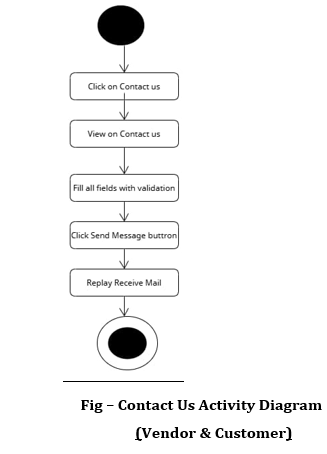 Click on Contact us
View on Contact us
Fill all fields with validation
Click Send Message buttron
Replay Receive Mail
Fig – Contact Us Activity Diagram
(Vendor & Customer)